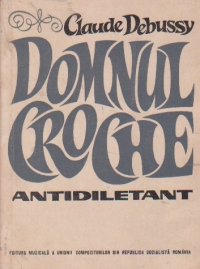 Claude Debussy
DOMNUL
CROCHE
ANTIDILETANT
EDITURA MUZICALĂ A UNIUNII COMPOZITORILOR DIN REPUBLICA SOCIALISTĂ ROMÂNIA